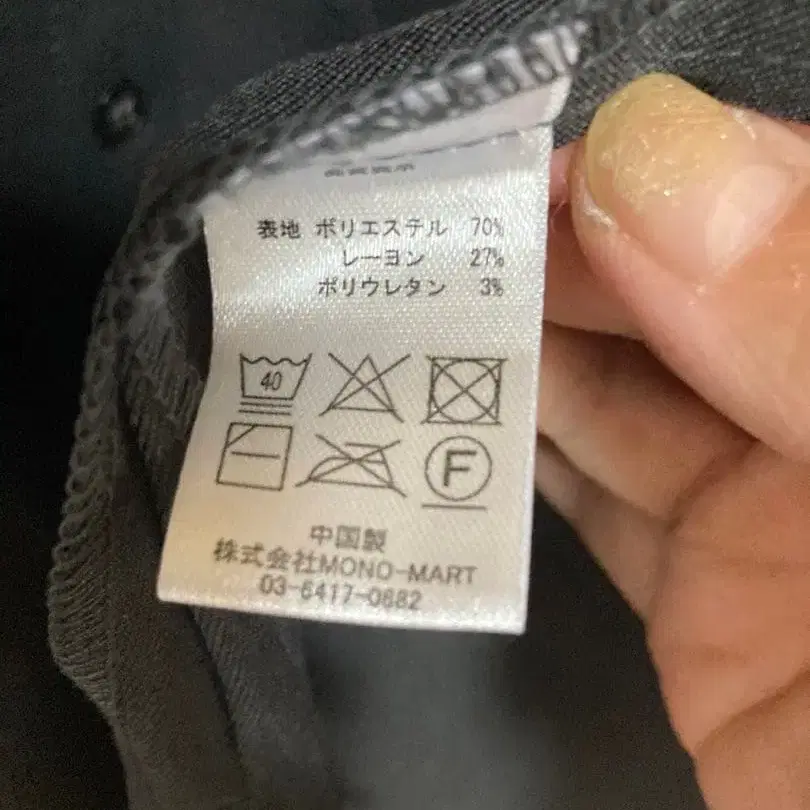 表地 ポリエステル 70%
レーヨン 27%
ポリウレタン 3%
40
F
中国製
株式会社MONO-MART
03-6417-0682